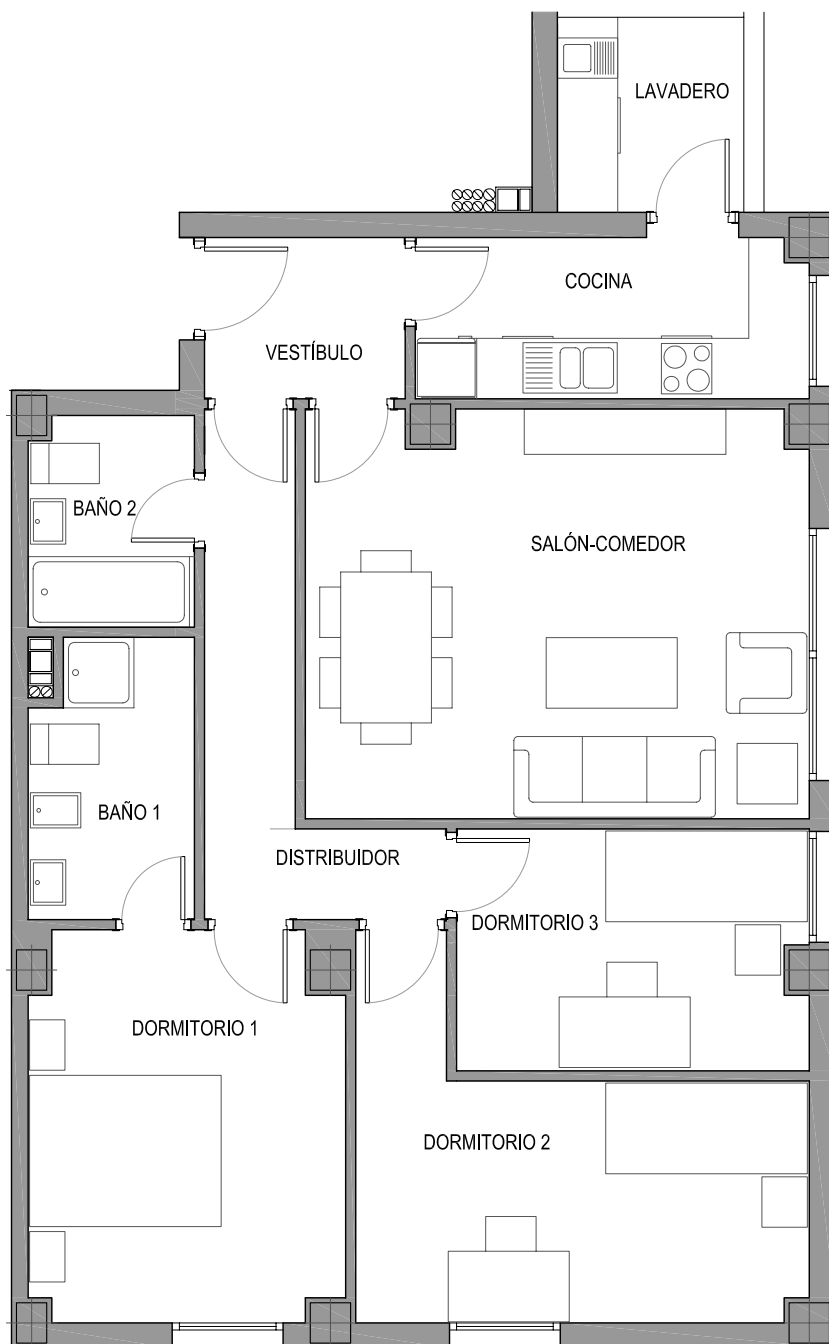 LAVADERO
COCINA
VESTÍBULO
BAÑO 2
SALÓN-COMEDOR
BAÑO 1
DISTRIBUIDOR
DORMITORIO 3
DORMITORIO 1
DORMITORIO 2